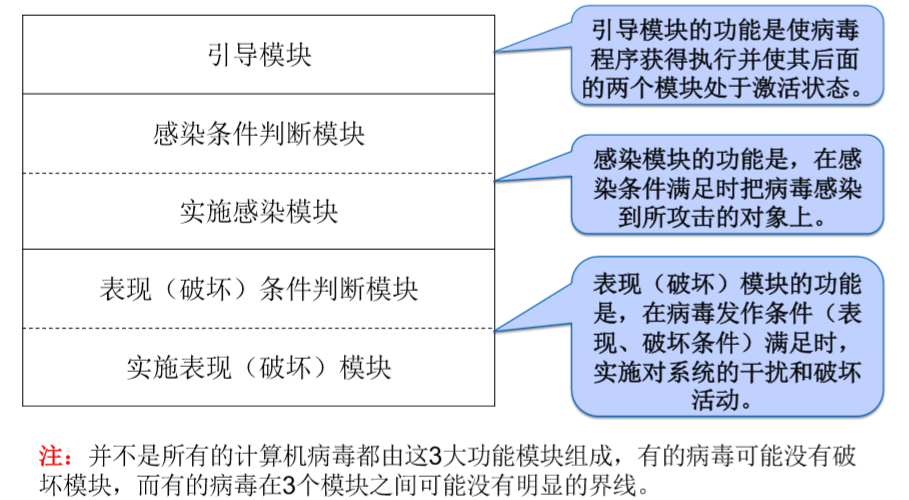 引导模块
引导模块的功能是使病毒
程序获得执行并使其后面
的两个模块处于激活状态。
感染条件判断模块
实施感染模块
感染模块的功能是，在感
染条件满足时把病毒感染
到所攻击的对象上。
表现（破坏）条件判断模块
实施表现（破坏）模块
表现（破坏）模块的功能
是，在病毒发作条件（表
现、破坏条件）满足时，
实施对系统的干扰和破坏
活动。
注：并不是所有的计算机病毒都由这3大功能模块组成，有的病毒可能没有破
坏模块，而有的病毒在3个模块之间可能没有明显的界线。